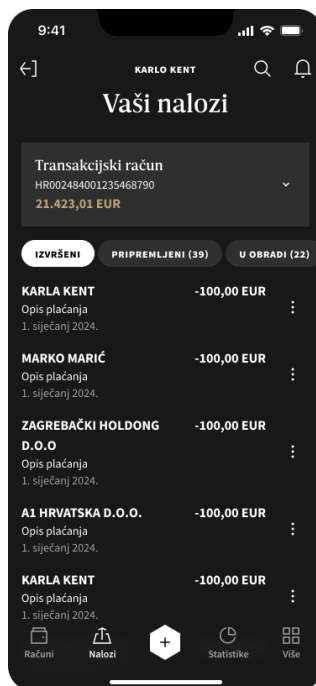 9:41
KARLO KENT
Vaši nalozi
Transakcijski račun
HR002484001235468790
21.423,01 EUR
IZVRŠENI PRIPREMLJENI (39) U OBRADI (22)
KARLA KENT -100,00 EUR
Opis plaćanja
1. siječanj 2024.
MARKO MARIĆ -100,00 EUR
Opis plaćanja
1. siječanj 2024.
ZAGREBAČKI HOLDONG -100,00 EUR
D.O.O
Opis plaćanja
1. siječanj 2024.
A1 HRVATSKA D.O.O. -100,00 EUR
Opis plaćanja
1. siječanj 2024.
KARLA KENT -100,00 EUR
Opis plaćanja
1. siječanj 2024.
Računi Nalozi Statistike Više